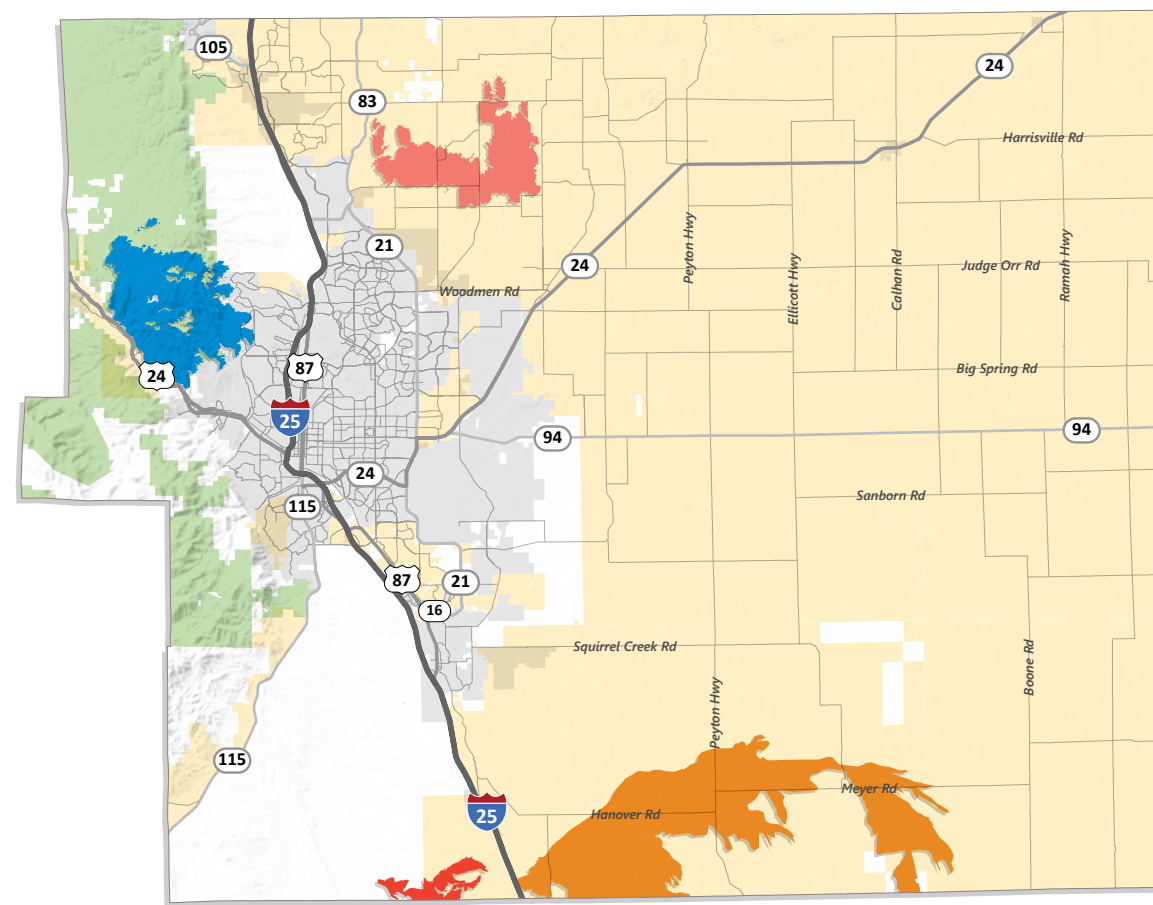 105
24
83
Harrisville Rd
21
Peyton Hwy
Ellicott Hwy
Calhan Rd
Ramah Hwy
24
Judge Orr Rd
Woodmen Rd
87
24
Big Spring Rd
25
94
94
24
Sanborn Rd
115
87
21
16
Squirrel Creek Rd
Boone Rd
Peyton Hwy
115
Meyer Rd
25
Hanover Rd